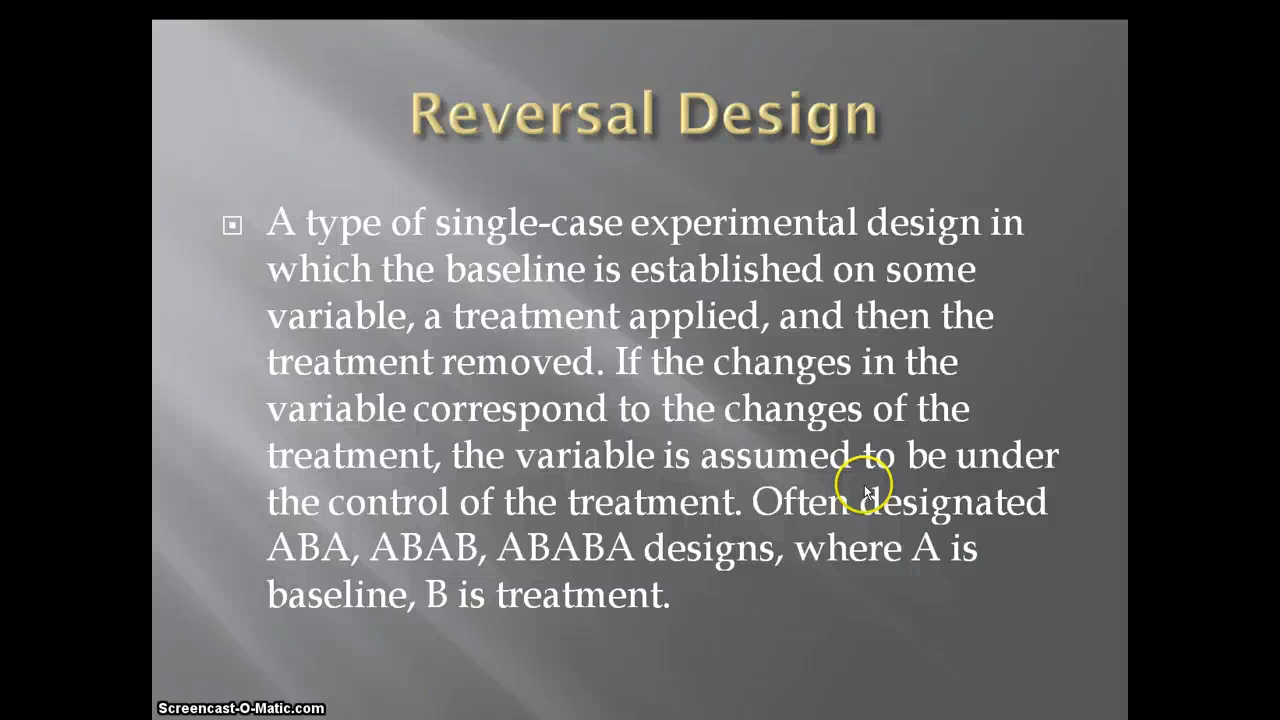 Reversal Design
A type of single-case experimental design in
which the baseline is established on some
variable, a treatment applied, and then the
treatment removed. If the changes in the
variable correspond to the changes of the
treatment, the variable is assumed to be under
the control of the treatment. Often designated
ABA, ABAB, ABABA designs, where A is
baseline, B is treatment.
Screencast-O-Matic.com